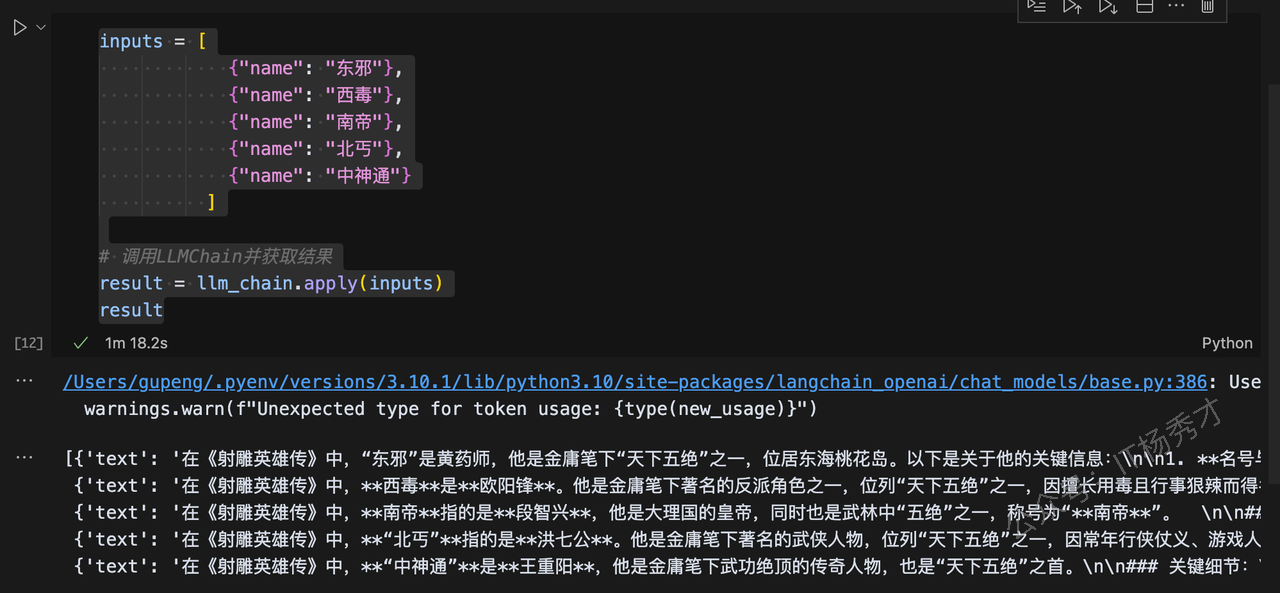 inputs = [
{"name": "东邪"},
{"name": "西毒"},
{"name": "南帝"},
{"name": "北丐"},
{"name": "中神通"}
]
# 调用LLMChain并获取结果
result = llm_chain.apply(inputs)
result
[12] 1m 18.2s Python
/Users/gupeng/.pyenv/versions/3.10.1/lib/python3.10/site-packages/langchain_openai/chat_models/base.py:386: Use
warnings.warn(f"Unexpected type for token usage: {type(new_usage)}")
[{'text': '在《射雕英雄传》中，“东邪”是黄药师，他是金庸笔下“天下五绝”之一，位居东海桃花岛。以下是关于他的关键信息：\n\n1. **名号与
{'text': '在《射雕英雄传》中，**西毒**是**欧阳锋**。他是金庸笔下著名的反派角色之一，位列“天下五绝”之一，因擅长用毒且行事狠辣而得
{'text': '在《射雕英雄传》中，**南帝**指的是**段智兴**，他是大理国的皇帝，同时也是武林中“五绝”之一，称号为“**南帝**”。  \n\n##
{'text': '在《射雕英雄传》中，**“北丐”**指的是**洪七公**。他是金庸笔下著名的武侠人物，位列“天下五绝”之一，因常年行侠仗义、游戏人
{'text': '在《射雕英雄传》中，**“中神通”**是**王重阳**，他是金庸笔下武功绝顶的传奇人物，也是“天下五绝”之首。\n\n### 关键细节：\
公众号：IT杨秀才